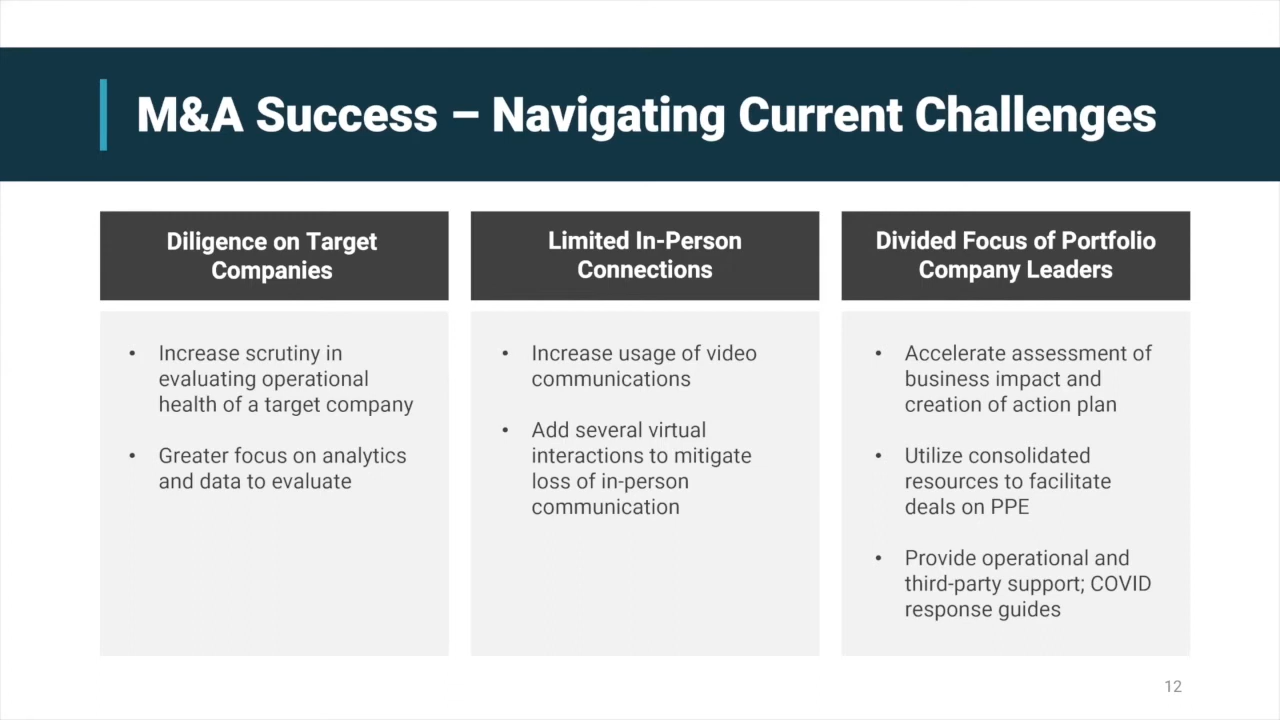 M&A Success – Navigating Current Challenges
Diligence on Target
Companies
• Increase scrutiny in
evaluating operational
health of a target company
• Greater focus on analytics
and data to evaluate
Limited In-Person
Connections
• Increase usage of video
communications
• Add several virtual
interactions to mitigate
loss of in-person
communication
Divided Focus of Portfolio
Company Leaders
• Accelerate assessment of
business impact and
creation of action plan
• Utilize consolidated
resources to facilitate
deals on PPE
• Provide operational and
third-party support; COVID
response guides
12